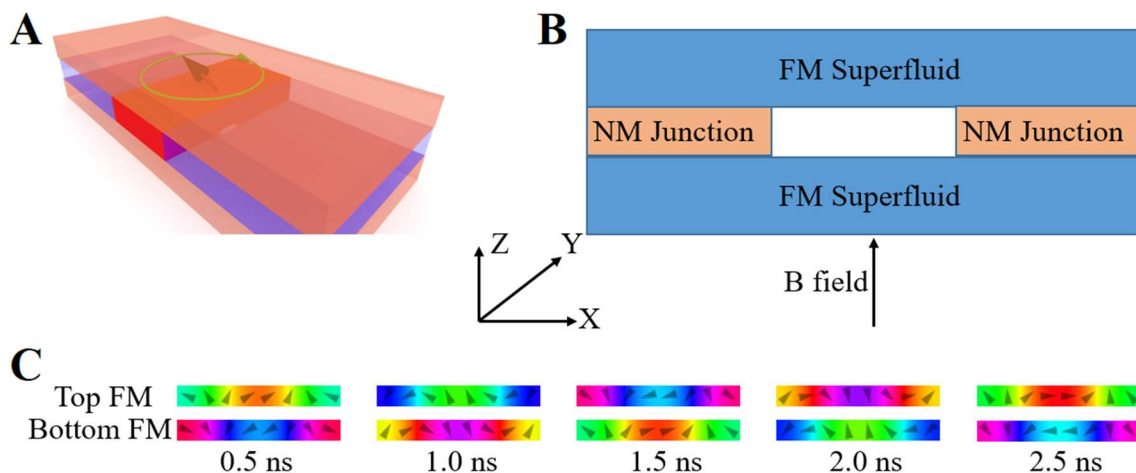 A
B
FM Superfluid
NM Junction NM Junction
FM Superfluid
Z Y
B field
X
C
Top FM
Bottom FM
0.5 ns 1.0 ns 1.5 ns 2.0 ns 2.5 ns